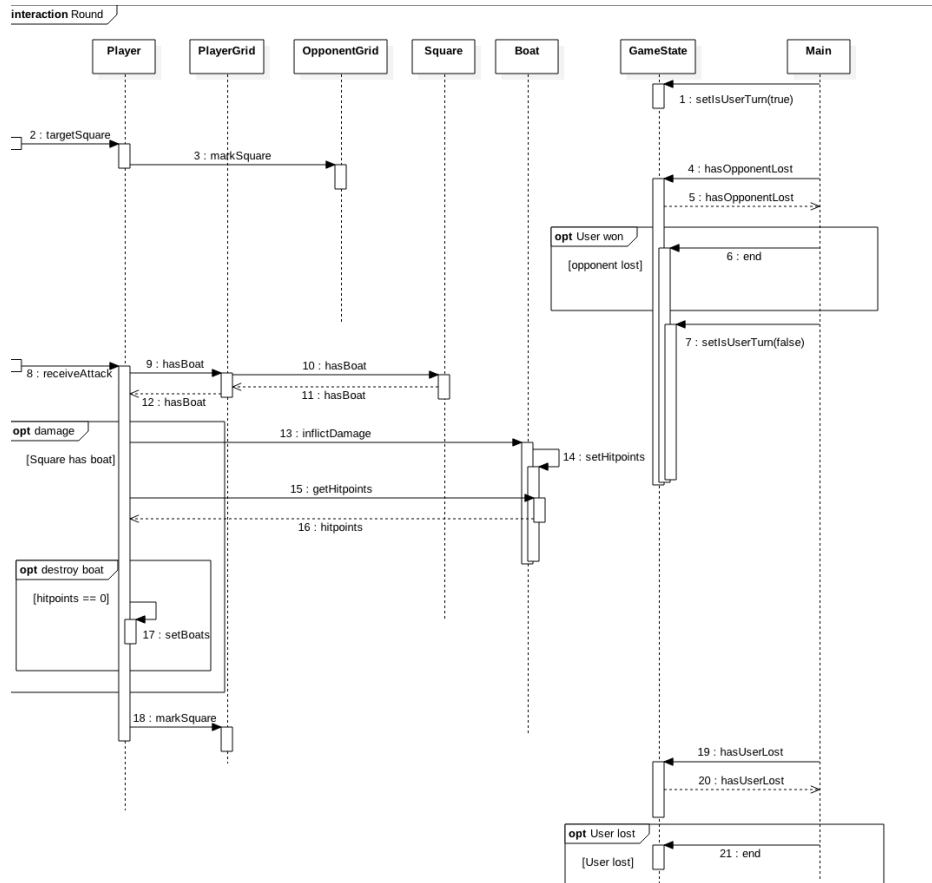 interaction Round
Player
PlayerGrid
OpponentGrid
Square
Boat
GameState
Main
1 : setIsUserTurn(true)
2 : targetSquare
3 : markSquare
4 : hasOpponentLost
5 : hasOpponentLost
opt User won
[opponent lost]
6 : end
7 : setIsUserTurn(false)
8 : receiveAttack
9 : hasBoat
10 : hasBoat
11 : hasBoat
12 : hasBoat
opt damage
[Square has boat]
13 : inflictDamage
14 : setHitpoints
15 : getHitpoints
16 : hitpoints
opt destroy boat
[hitpoints == 0]
17 : setBoats
18 : markSquare
19 : hasUserLost
20 : hasUserLost
opt User lost
[User lost]
21 : end